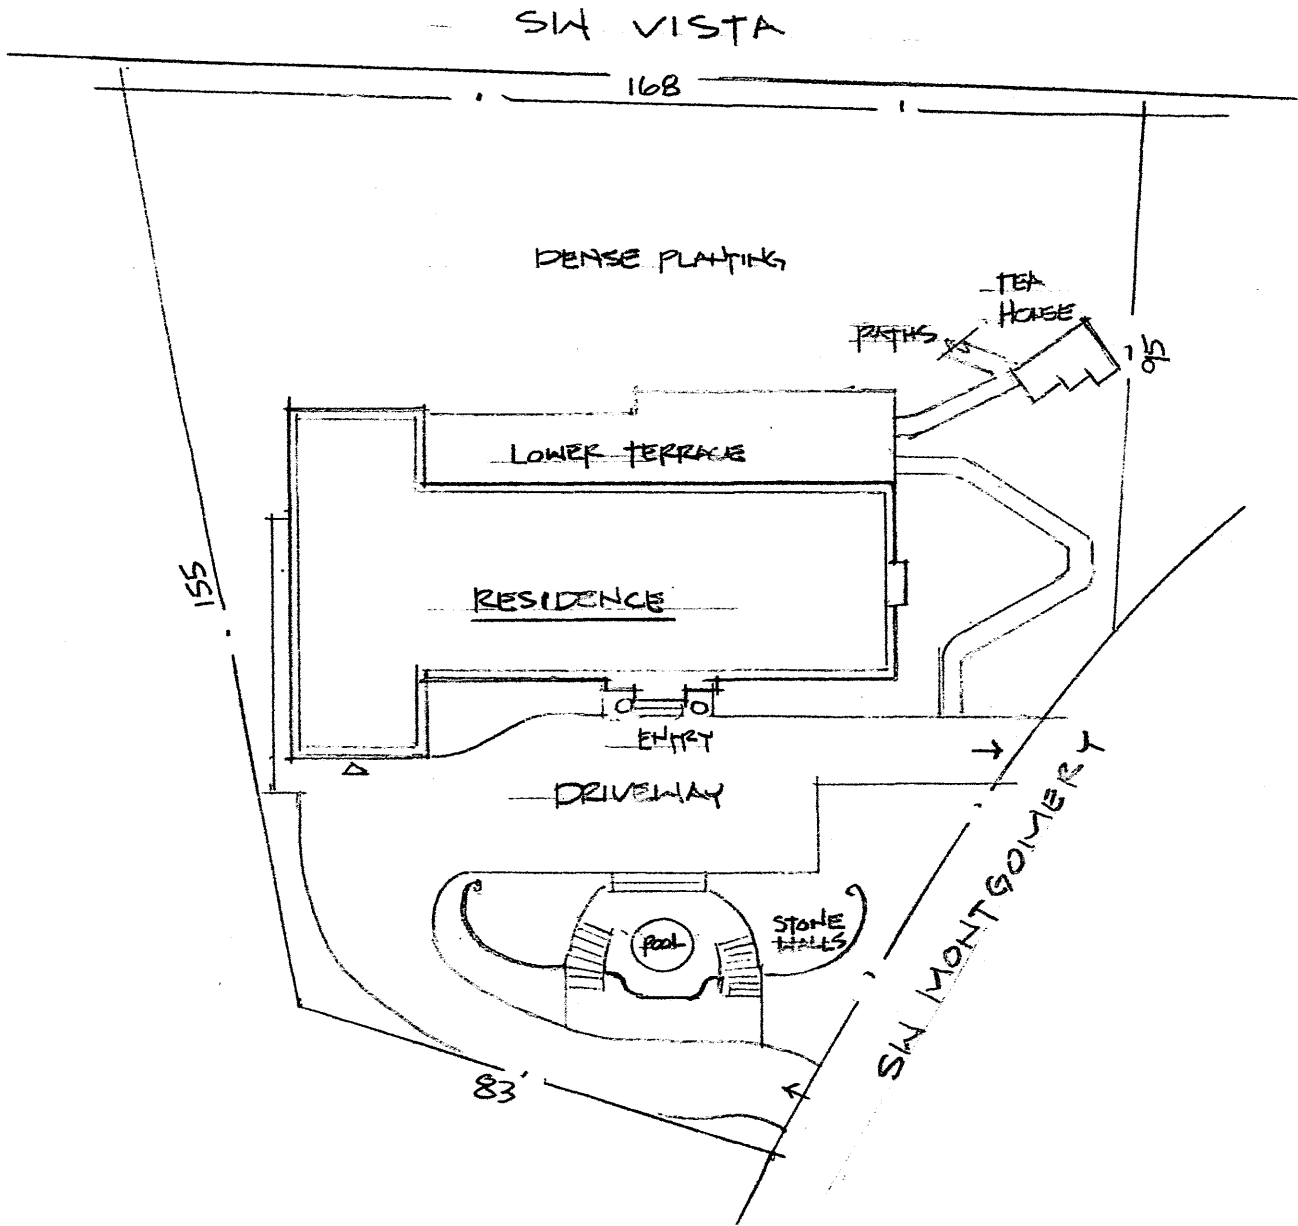 SW VISTA
168
DENSE PLANTING
TEA
HOUSE
PATHS
95
LOWER TERRACE
155
RESIDENCE
ENTRY
DRIVEWAY
STONE
WALLS
POOL
SW MONTGOMERY
83'